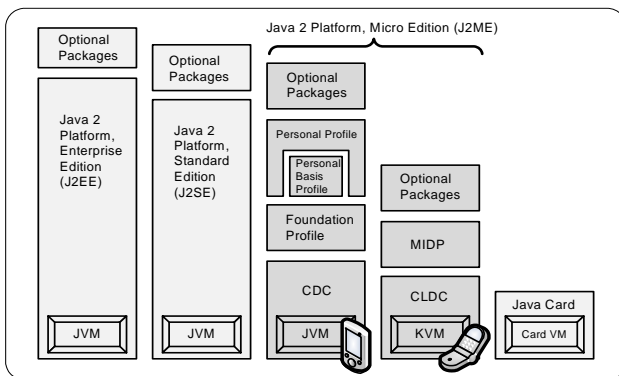 Java 2 Platform, Micro Edition (J2ME)
Optional
Packages
Java 2
Platform,
Enterprise
Edition
(J2EE)
JVM
Optional
Packages
Java 2
Platform,
Standard
Edition
(J2SE)
JVM
Optional
Packages
Personal Profile
Personal
Basis
Profile
Foundation
Profile
CDC
JVM
Optional
Packages
MIDP
CLDC
KVM
Java Card
Card VM